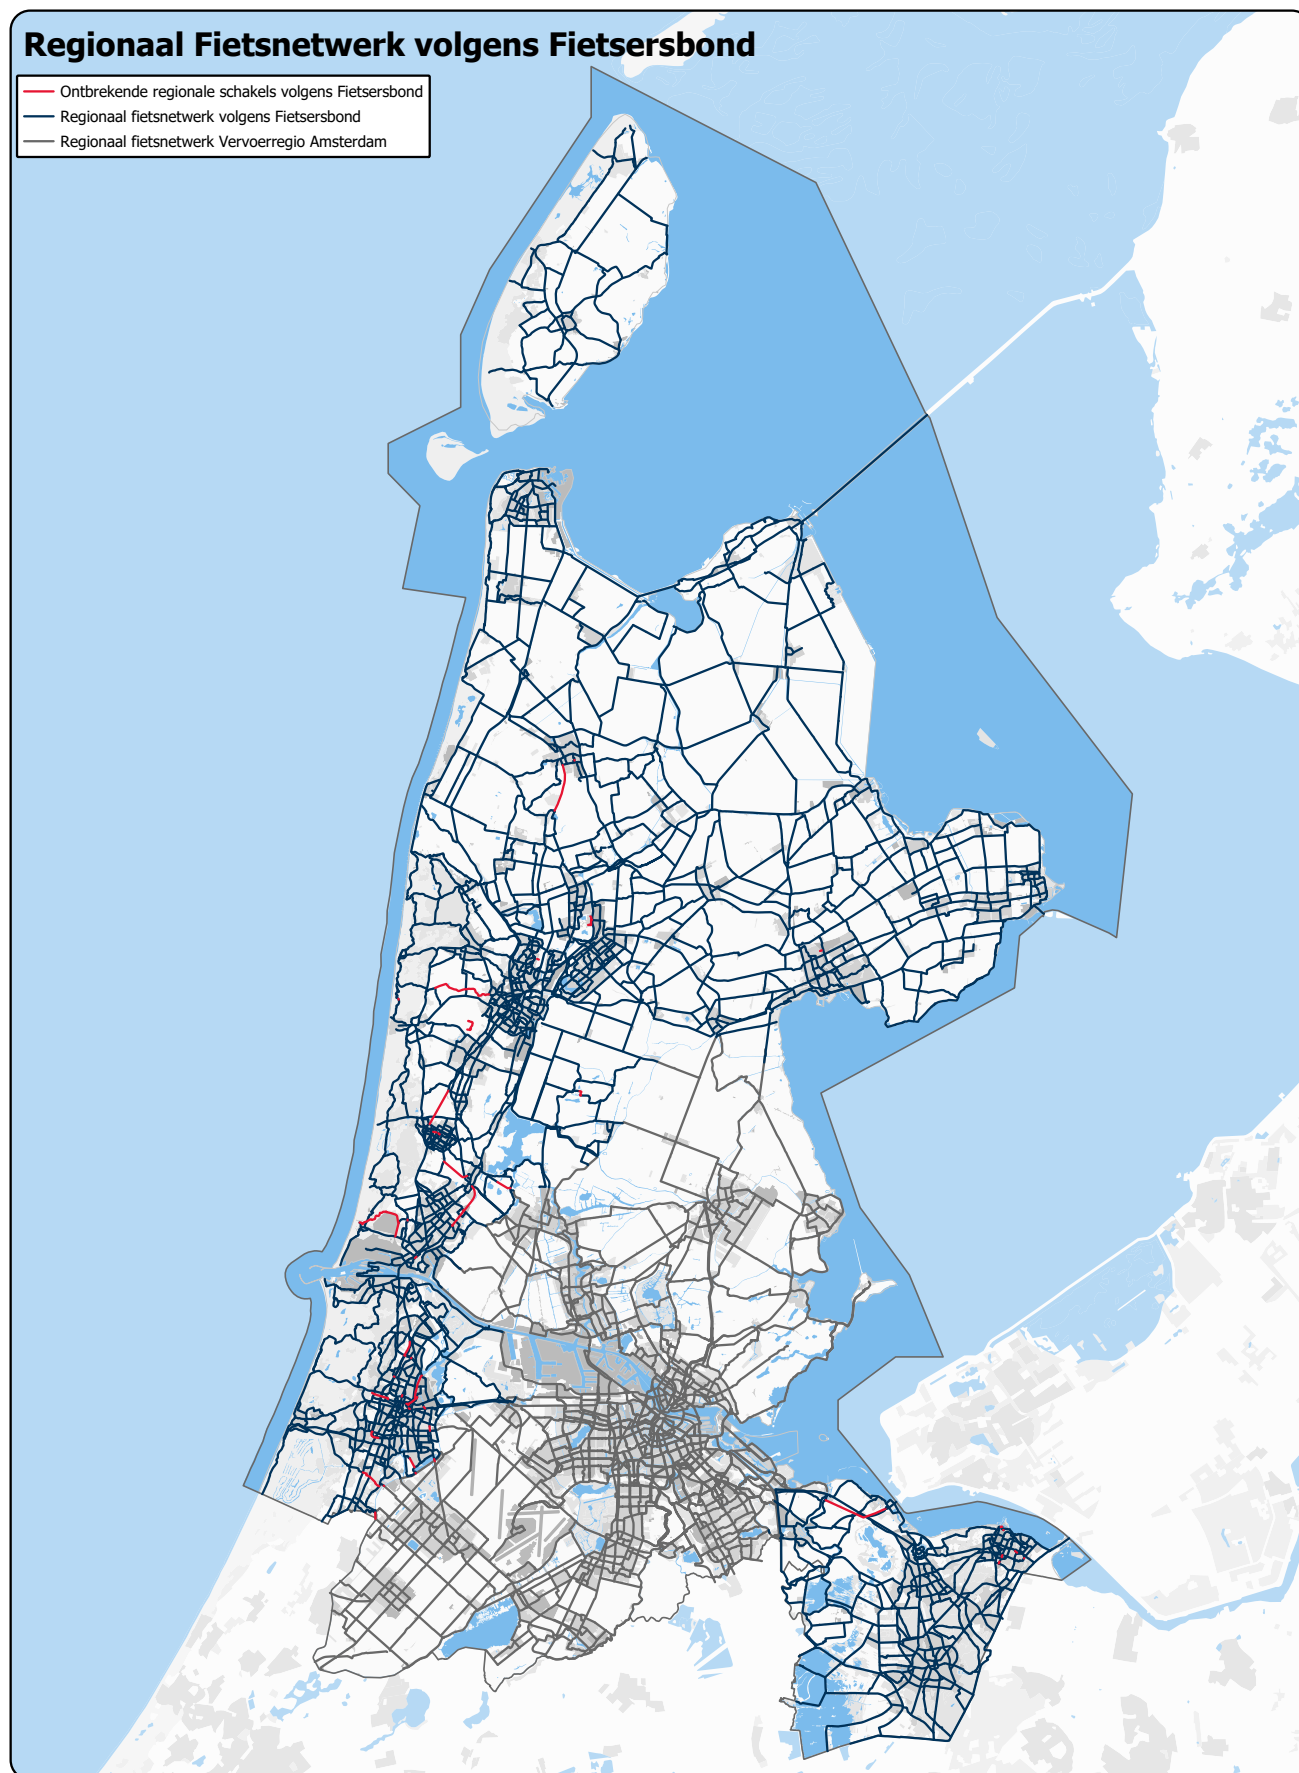 Regionaal Fietsnetwerk volgens Fietsersbond
Ontbrekende regionale schakels volgens Fietsersbond
Regionaal fietsnetwerk volgens Fietsersbond
Regionaal fietsnetwerk Vervoerregio Amsterdam